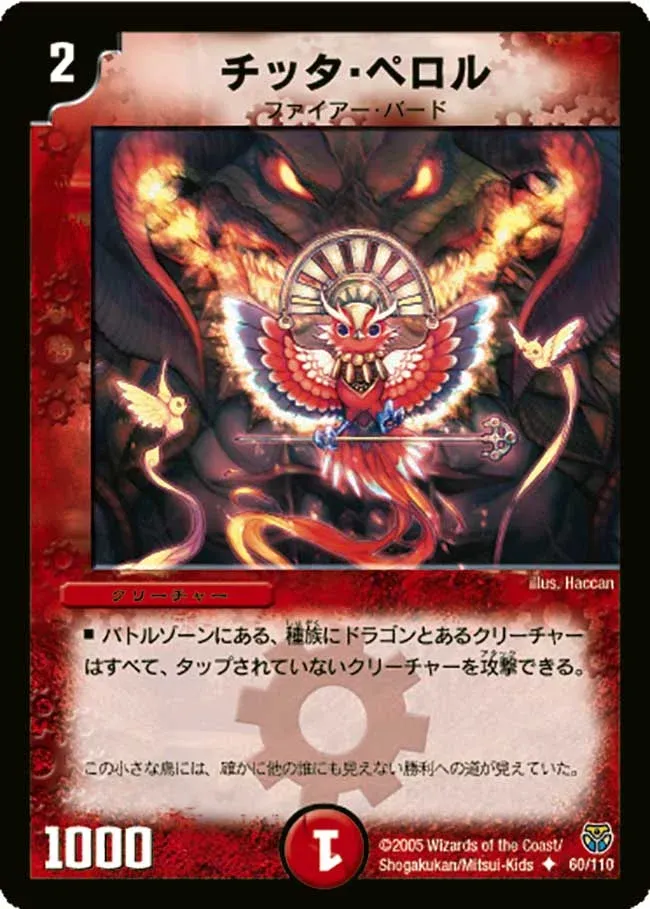 2
チッタ・ペロル
ファイアー・バード
illus. Haccan
クリーチャー
■ バトルゾーンにある、種族にドラゴンとあるクリーチャー
はすべて、タップされていないクリーチャーを攻撃できる。
この小さな鳥には、確かに他の誰にも見えない勝利への道が見えていた。
1000
1
©2005 Wizards of the Coast/
Shogakukan/Mitsui-Kids ♦ 60/110